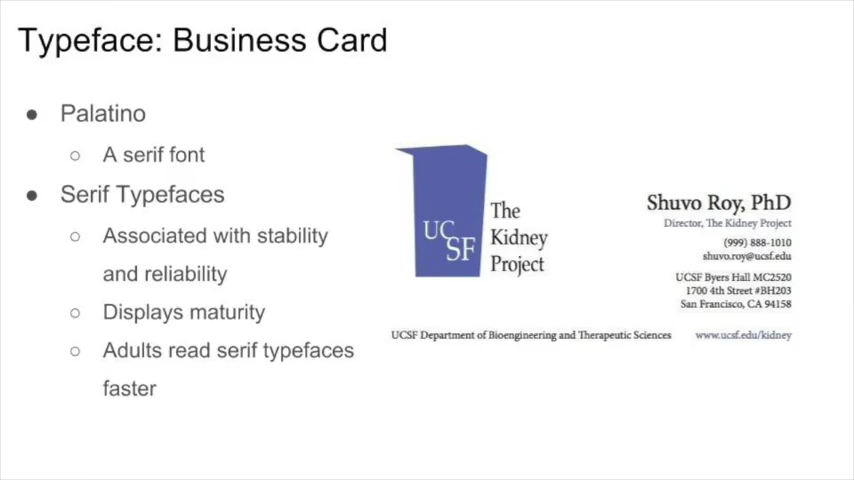 Typeface: Business Card
● Palatino
○ A serif font
● Serif Typefaces
○ Associated with stability
and reliability
○ Displays maturity
○ Adults read serif typefaces
faster
UC
SF
The
Kidney
Project
Shuvo Roy, PhD
Director, The Kidney Project
(999) 888-1010
shuvo.roy@ucsf.edu
UCSF Byers Hall MC2520
1700 4th Street #BH203
San Francisco, CA 94158
UCSF Department of Bioengineering and Therapeutic Sciences www.ucsf.edu/kidney